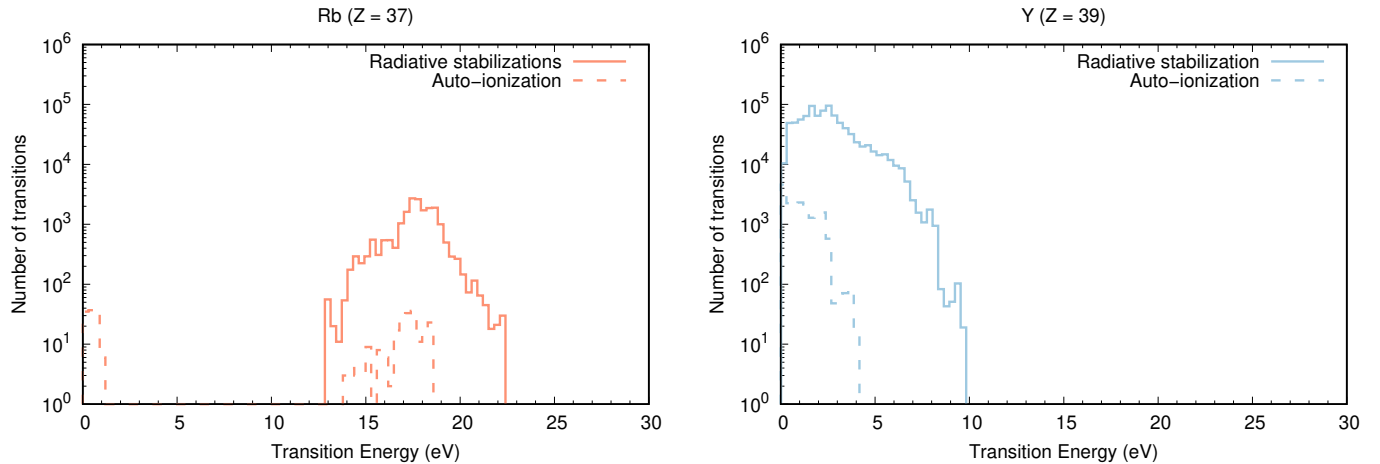 Rb (Z = 37)
Number of transitions
10^6
10^5
10^4
10^3
10^2
10^1
10^0
Radiative stabilizations
Auto−ionization
0 5 10 15 20 25 30
Transition Energy (eV)
Y (Z = 39)
Number of transitions
10^6
10^5
10^4
10^3
10^2
10^1
10^0
Radiative stabilization
Auto−ionization
0 5 10 15 20 25 30
Transition Energy (eV)